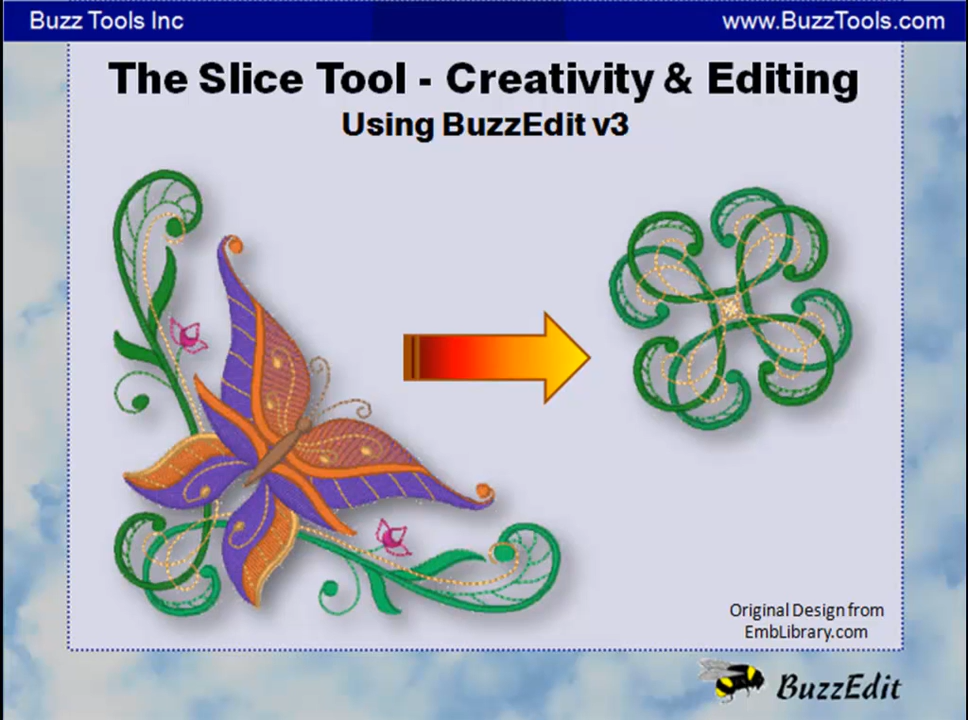 Buzz Tools Inc
www.BuzzTools.com
The Slice Tool - Creativity & Editing
Using BuzzEdit v3
Original Design from
EmbLibrary.com
BuzzEdit